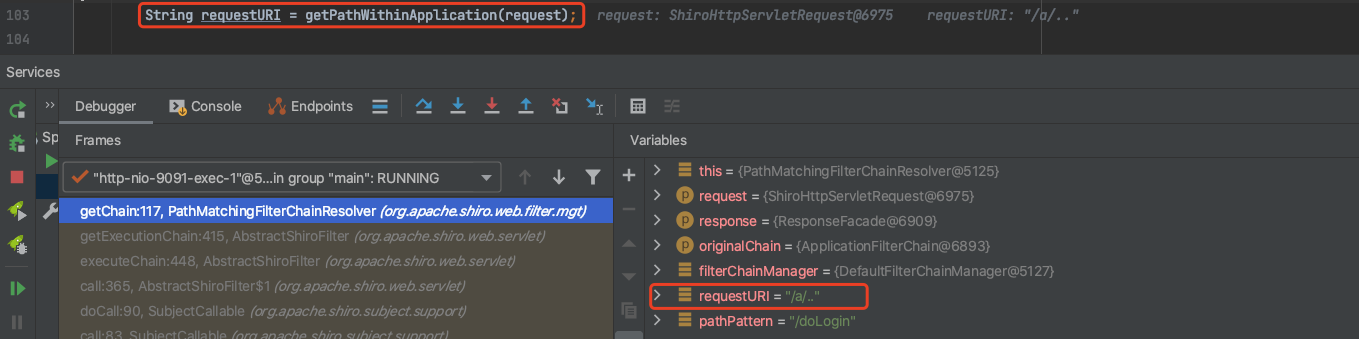 103 String requestURI = getPathWithinApplication(request); request: ShiroHttpServletRequest@6975 requestURI: "/a/.."
104
Services
Debugger Console Endpoints
Sp
Frames
Variables
"http-nio-9091-exec-1"@5...in group "main": RUNNING
getChain:117, PathMatchingFilterChainResolver (org.apache.shiro.web.filter.mgt)
getExecutionChain:415, AbstractShiroFilter (org.apache.shiro.web.servlet)
executeChain:448, AbstractShiroFilter (org.apache.shiro.web.servlet)
call:365, AbstractShiroFilter$1 (org.apache.shiro.web.servlet)
doCall:90, SubjectCallable (org.apache.shiro.subject.support)
call:83, SubjectCallable (org.apache.shiro.subject.support)
this = {PathMatchingFilterChainResolver@5125}
request = {ShiroHttpServletRequest@6975}
response = {ResponseFacade@6909}
originalChain = {ApplicationFilterChain@6893}
filterChainManager = {DefaultFilterChainManager@5127}
requestURI = "/a/.."
pathPattern = "/doLogin"